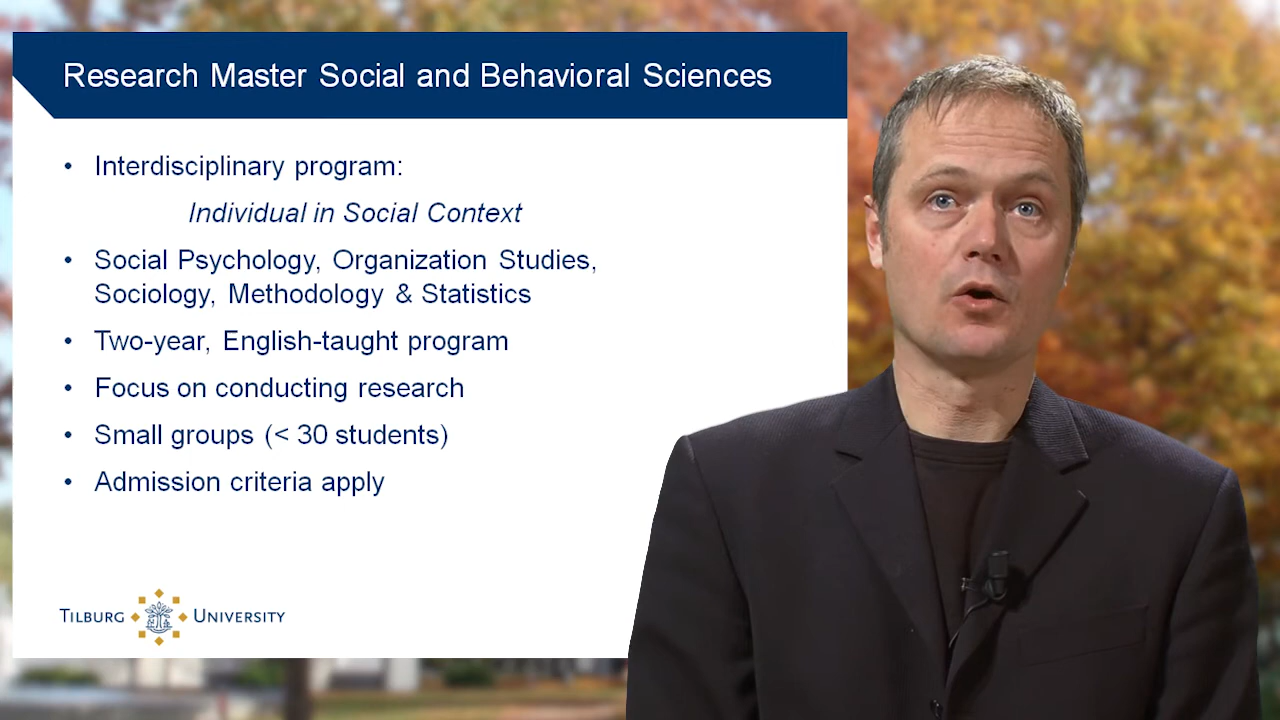 Research Master Social and Behavioral Sciences
• Interdisciplinary program:
Individual in Social Context
• Social Psychology, Organization Studies,
Sociology, Methodology & Statistics
• Two-year, English-taught program
• Focus on conducting research
• Small groups (< 30 students)
• Admission criteria apply
TILBURG UNIVERSITY